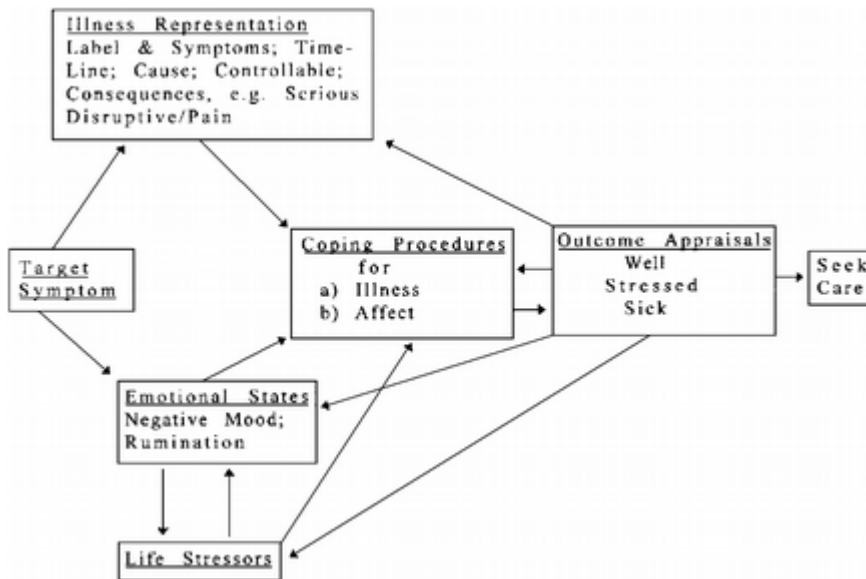 Illness Representation
Label & Symptoms; Time-
Line; Cause; Controllable;
Consequences, e.g. Serious
Disruptive/Pain
Target
Symptom
Coping Procedures
for
a) Illness
b) Affect
Outcome Appraisals
Well
Stressed
Sick
Seek
Care
Emotional States
Negative Mood;
Rumination
Life Stressors